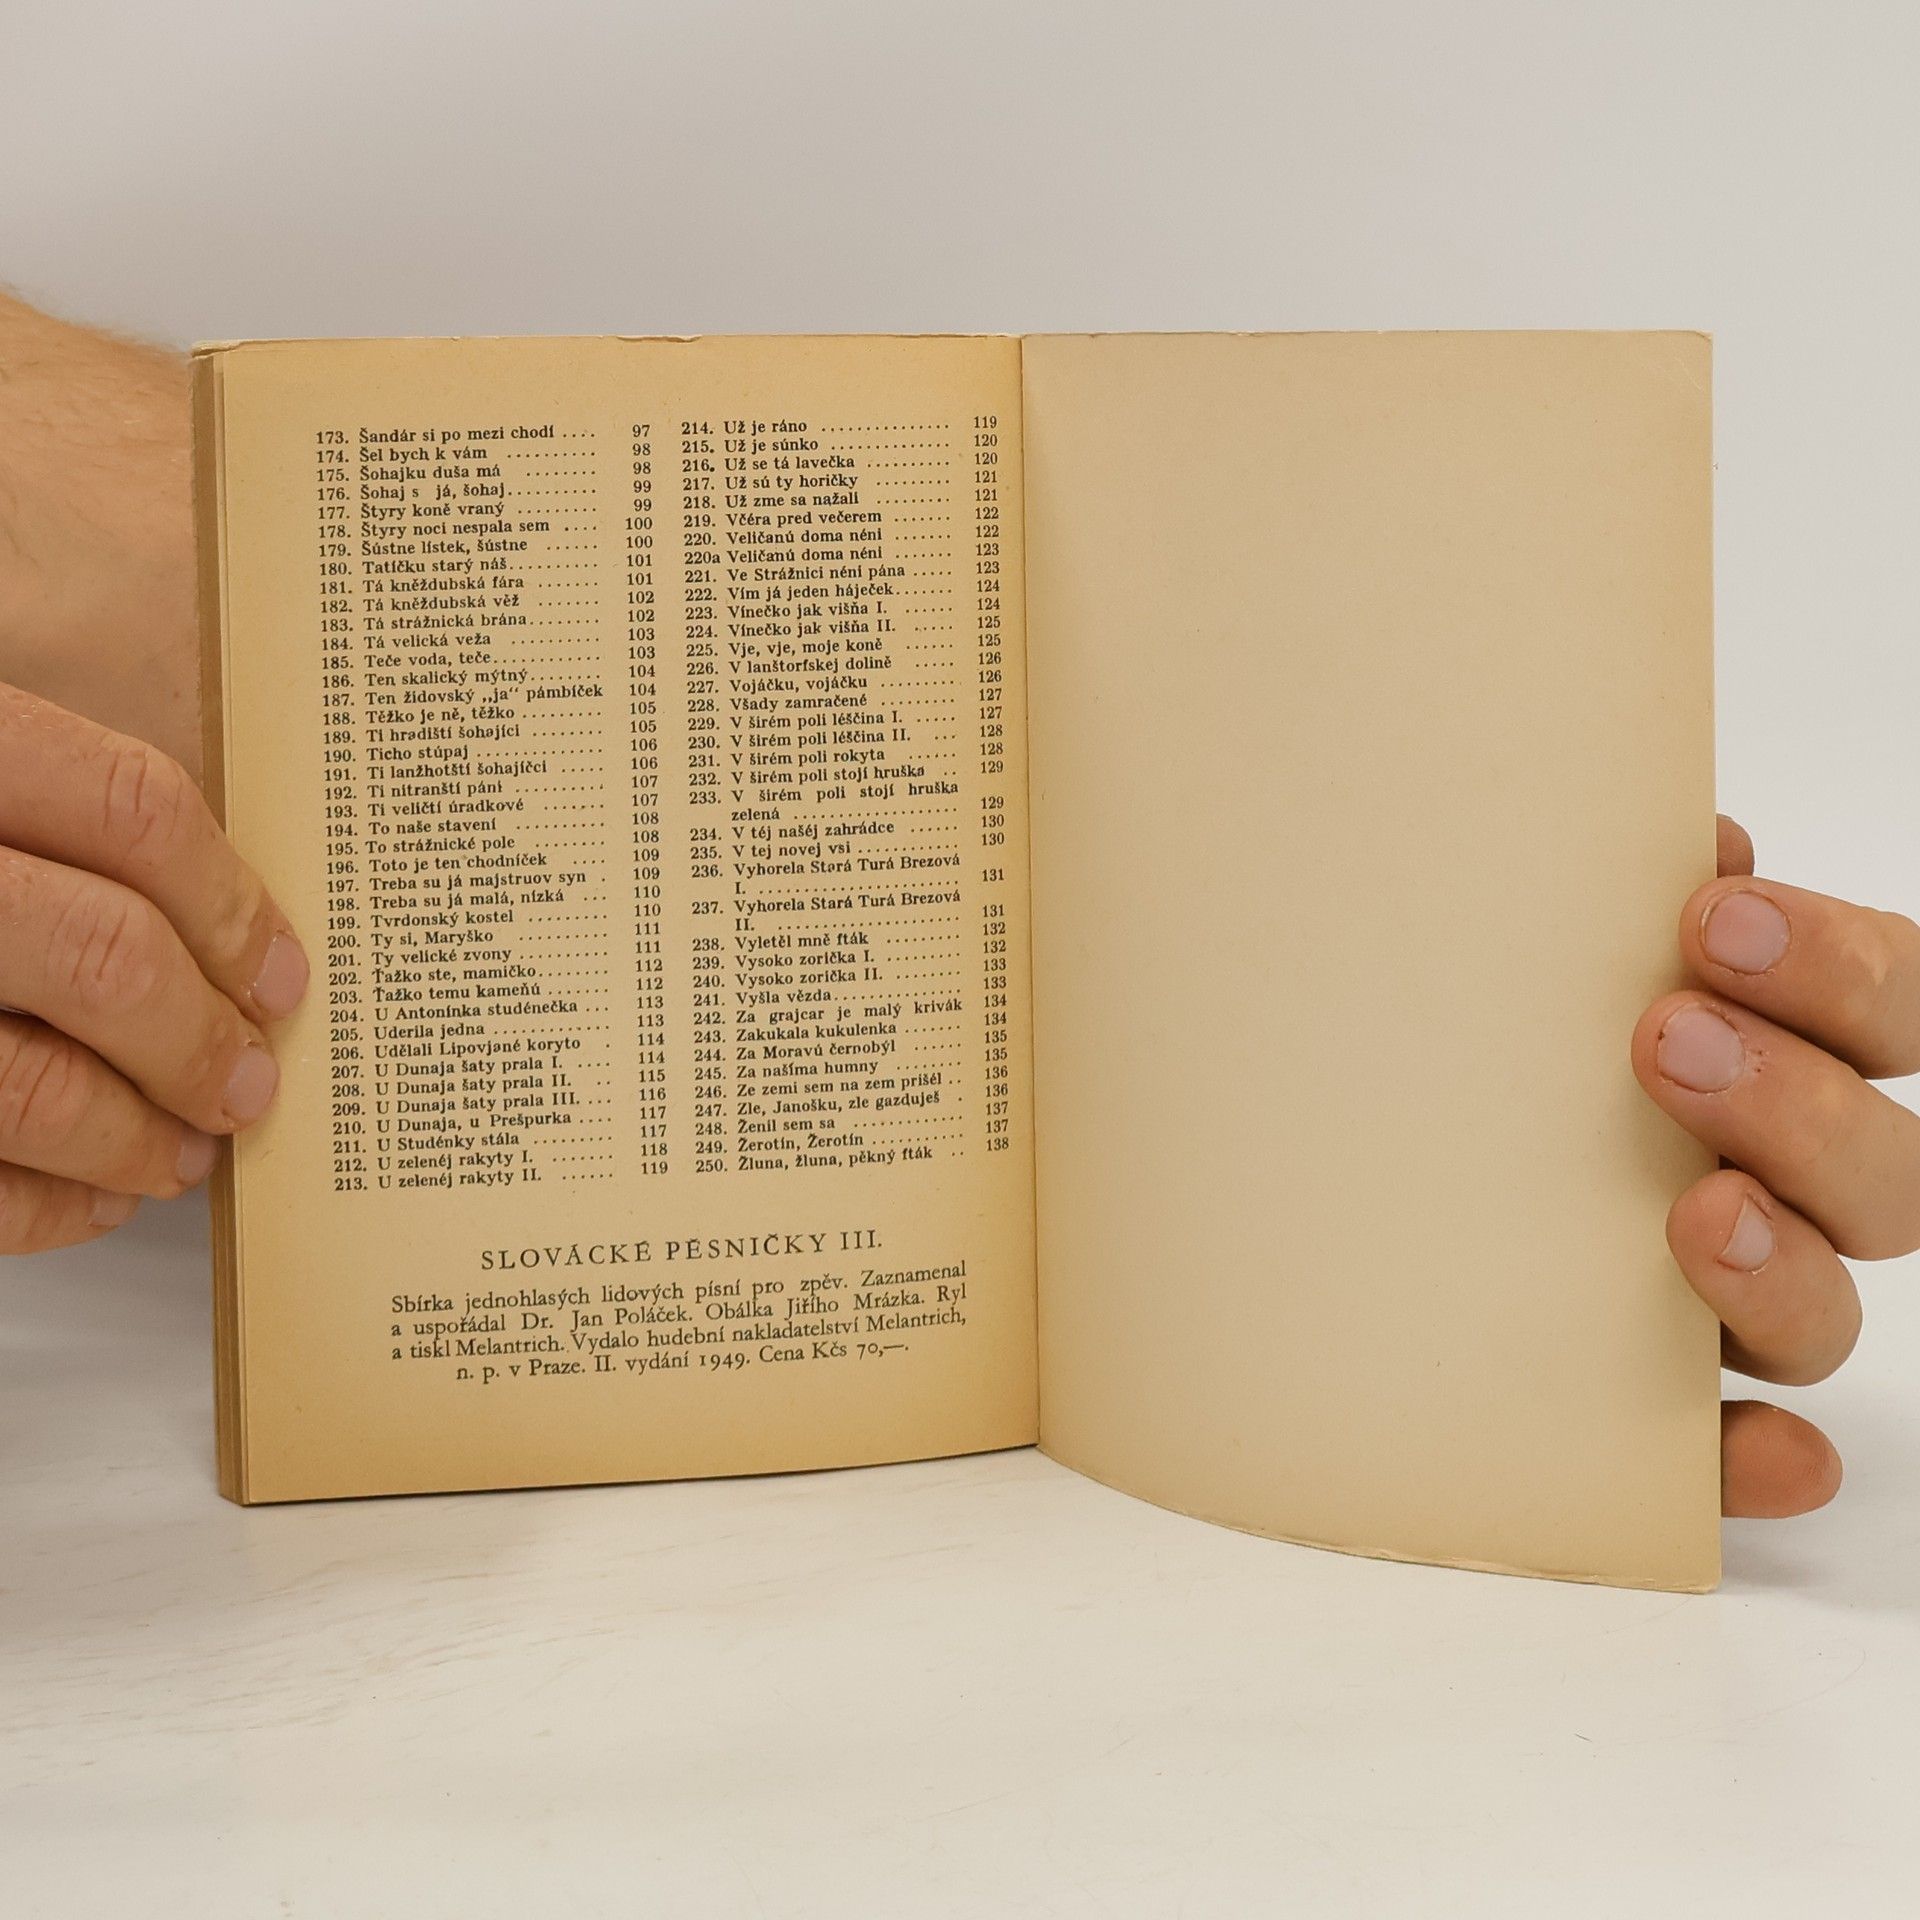 173. Šandár si po mezi chodí .... 97
174. Šel bych k vám .......... 98
175. Šohajku duša má ........ 98
176. Šohaj s já, šohaj.......... 99
177. Štyry koně vraný ......... 99
178. Štyry noci nespala sem .... 100
179. Šústne lístek, šústne ...... 100
180. Tatíčku starý náš.......... 101
181. Tá kněždubská fára ....... 101
182. Tá kněždubská věž ....... 102
183. Tá strážnická brána........ 102
184. Tá velická veža .......... 103
185. Teče voda, teče............ 103
186. Ten skalický mýtný........ 104
187. Ten židovský „ja“ pámbíček 104
188. Těžko je ně, těžko ......... 105
189. Ti hradiští šohajíci ........ 105
190. Ticho stúpaj .............. 106
191. Ti lanžhotští šohajíčci ..... 106
192. Ti nitranští páni .......... 107
193. Ti veličtí úradkové ....... 107
194. To naše stavení .......... 108
195. To strážnické pole ........ 108
196. Toto je ten chodníček .... 109
197. Treba su já majstruov syn . 109
198. Treba su já malá, nízká ... 110
199. Tvrdonský kostel ......... 110
200. Ty si, Maryško .......... 111
201. Ty velické zvony .......... 111
202. Ťažko ste, mamičko........ 112
203. Ťažko temu kameňú ....... 112
204. U Antonínka studénečka ... 113
205. Uderila jedna ............. 113
206. Udělali Lipovjané koryto . 114
207. U Dunaja šaty prala I. .... 114
208. U Dunaja šaty prala II. .. 115
209. U Dunaja šaty prala III. ... 116
210. U Dunaja, u Prešpurka .... 117
211. U Studénky stála ......... 117
212. U zelenéj rakyty I. ....... 118
213. U zelenéj rakyty II. ...... 119
214. Už je ráno ............... 119
215. Už je súnko .............. 120
216. Už se tá lavečka .......... 120
217. Už sú ty horičky ......... 121
218. Už zme sa nažali ........ 121
219. Včéra pred večerem ....... 122
220. Veličanú doma néni ....... 122
220a Veličanú doma néni ....... 123
221. Ve Strážnici néni pána ..... 123
222. Vím já jeden háječek....... 124
223. Vínečko jak višňa I. ...... 124
224. Vínečko jak višňa II. ..... 125
225. Vje, vje, moje koně ...... 125
226. V lanštorfskej dolině ..... 126
227. Vojáčku, vojáčku ......... 126
228. Všady zamračené ......... 127
229. V širém poli léščina I. ..... 127
230. V širém poli léščina II. ... 128
231. V širém poli rokyta ...... 128
232. V širém poli stojí hruška .. 129
233. V širém poli stojí hruška
zelená .................. 129
234. V téj našéj zahrádce ...... 130
235. V tej novej vsi ............ 130
236. Vyhorela Stará Turá Brezová
I. ....................... 131
237. Vyhorela Stará Turá Brezová
II. ..................... 131
238. Vyletěl mně fták ......... 132
239. Vysoko zorička I. ......... 132
240. Vysoko zorička II. ........ 133
241. Vyšla vězda............... 133
242. Za grajcar je malý krivák 134
243. Zakukala kukulenka ....... 134
244. Za Moravú černobýl ...... 135
245. Za našíma humny ........ 135
246. Ze zemi sem na zem prišél .. 136
247. Zle, Janošku, zle gazduješ . 136
248. Ženil sem sa ............. 137
249. Žerotín, Žerotín ........... 137
250. Žluna, žluna, pěkný fták .. 138
SLOVÁCKÉ PĚSNIČKY III.
Sbírka jednohlasých lidových písní pro zpěv. Zaznamenal
a uspořádal Dr. Jan Poláček. Obálka Jiřího Mrázka. Ryl
a tiskl Melantrich. Vydalo hudební nakladatelství Melantrich,
n. p. v Praze. II. vydání 1949. Cena Kčs 70,—.